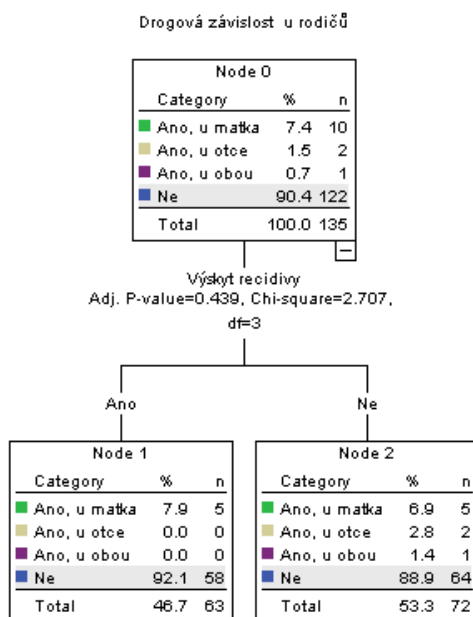 Drogová závislost u rodičů
Node 0
Category % n
Ano, u matka 7.4 10
Ano, u otce 1.5 2
Ano, u obou 0.7 1
Ne 90.4 122
Total 100.0 135
Výskyt recidivy
Adj. P-value=0.439, Chi-square=2.707,
df=3
Ano
Ne
Node 1
Category % n
Ano, u matka 7.9 5
Ano, u otce 0.0 0
Ano, u obou 0.0 0
Ne 92.1 58
Total 46.7 63
Node 2
Category % n
Ano, u matka 6.9 5
Ano, u otce 2.8 2
Ano, u obou 1.4 1
Ne 88.9 64
Total 53.3 72